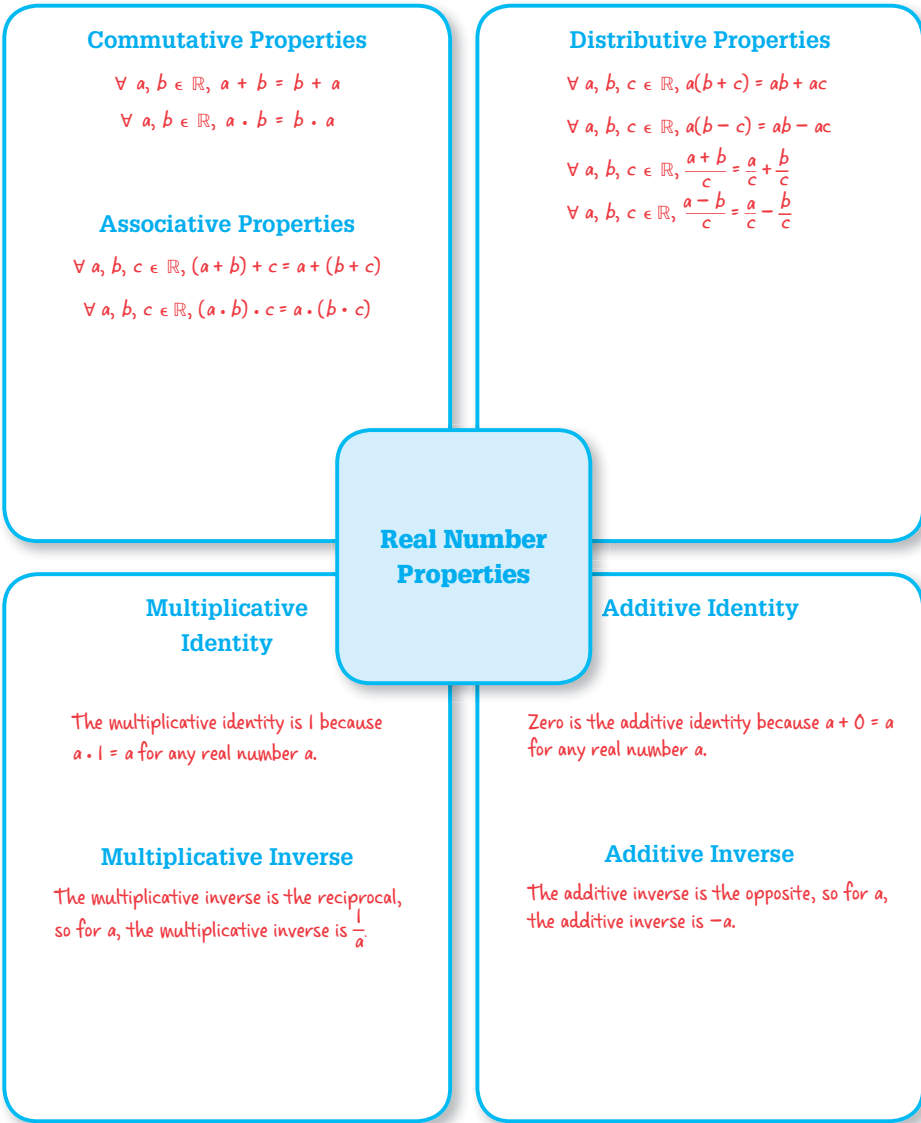 Commutative Properties
∀ a, b ϵ ℝ, a + b = b + a
∀ a, b ϵ ℝ, a • b = b • a
Associative Properties
∀ a, b, c ϵ ℝ, (a + b) + c = a + (b + c)
∀ a, b, c ϵ ℝ, (a • b) • c = a • (b • c)
Distributive Properties
∀ a, b, c ϵ ℝ, a(b + c) = ab + ac
∀ a, b, c ϵ ℝ, a(b − c) = ab − ac
∀ a, b, c ϵ ℝ, (a + b)/c = a/c + b/c
∀ a, b, c ϵ ℝ, (a − b)/c = a/c − b/c
Real Number
Properties
Multiplicative
Identity
The multiplicative identity is 1 because
a • 1 = a for any real number a.
Multiplicative Inverse
The multiplicative inverse is the reciprocal,
so for a, the multiplicative inverse is 1/a.
Additive Identity
Zero is the additive identity because a + 0 = a
for any real number a.
Additive Inverse
The additive inverse is the opposite, so for a,
the additive inverse is −a.